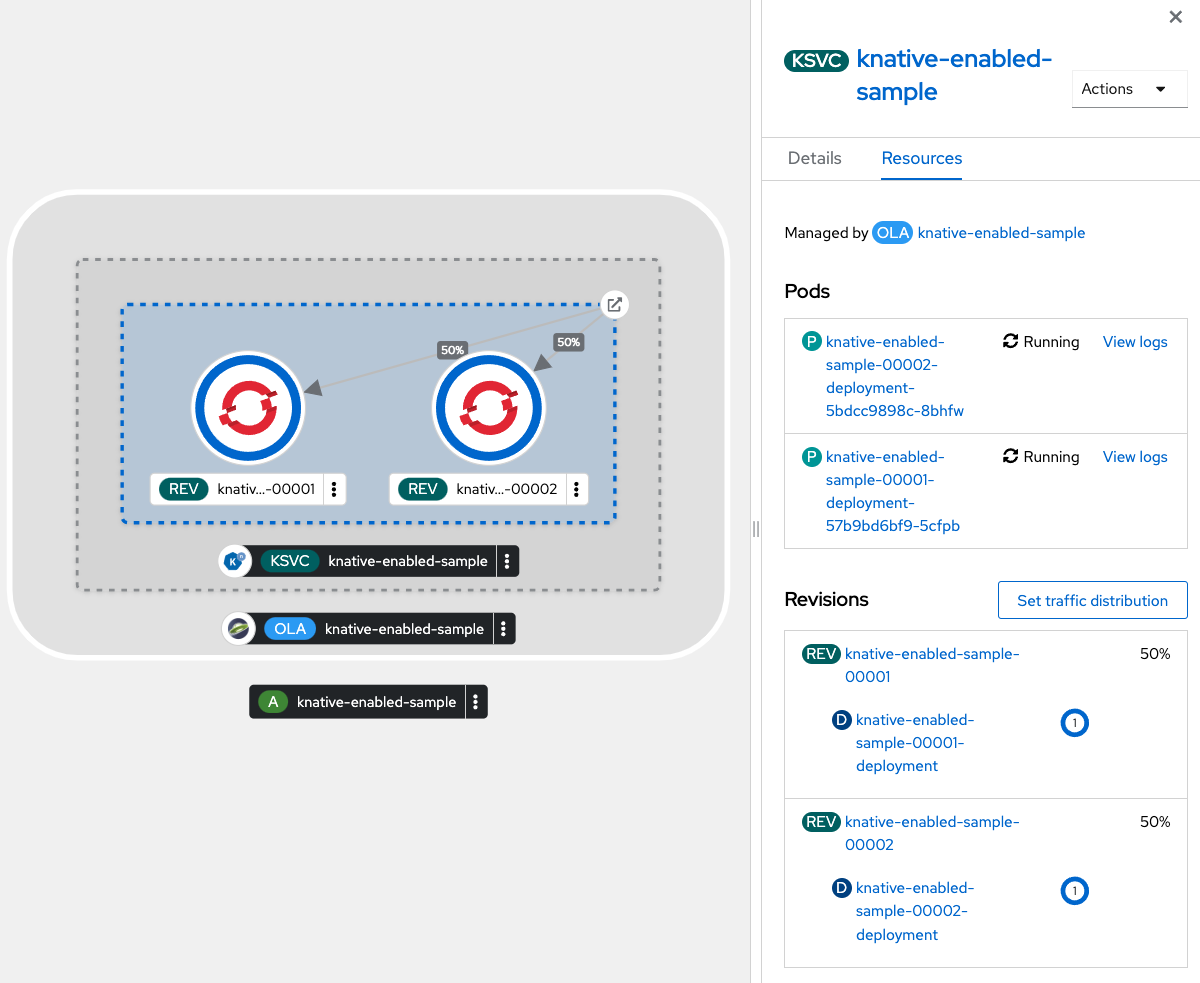 50%
50%
REV knativ...-00001
REV knativ...-00002
K
KSVC knative-enabled-sample
OLA knative-enabled-sample
A knative-enabled-sample
KSVC knative-enabled-
sample
Actions
Details Resources
Managed by OLA knative-enabled-sample
Pods
P knative-enabled-
sample-00002-
deployment-
5bdcc9898c-8bhfw
Running View logs
P knative-enabled-
sample-00001-
deployment-
57b9bd6bf9-5cfpb
Running View logs
Revisions
Set traffic distribution
REV knative-enabled-sample-
00001
50%
D knative-enabled-
sample-00001-
deployment
1
REV knative-enabled-sample-
00002
50%
D knative-enabled-
sample-00002-
deployment
1